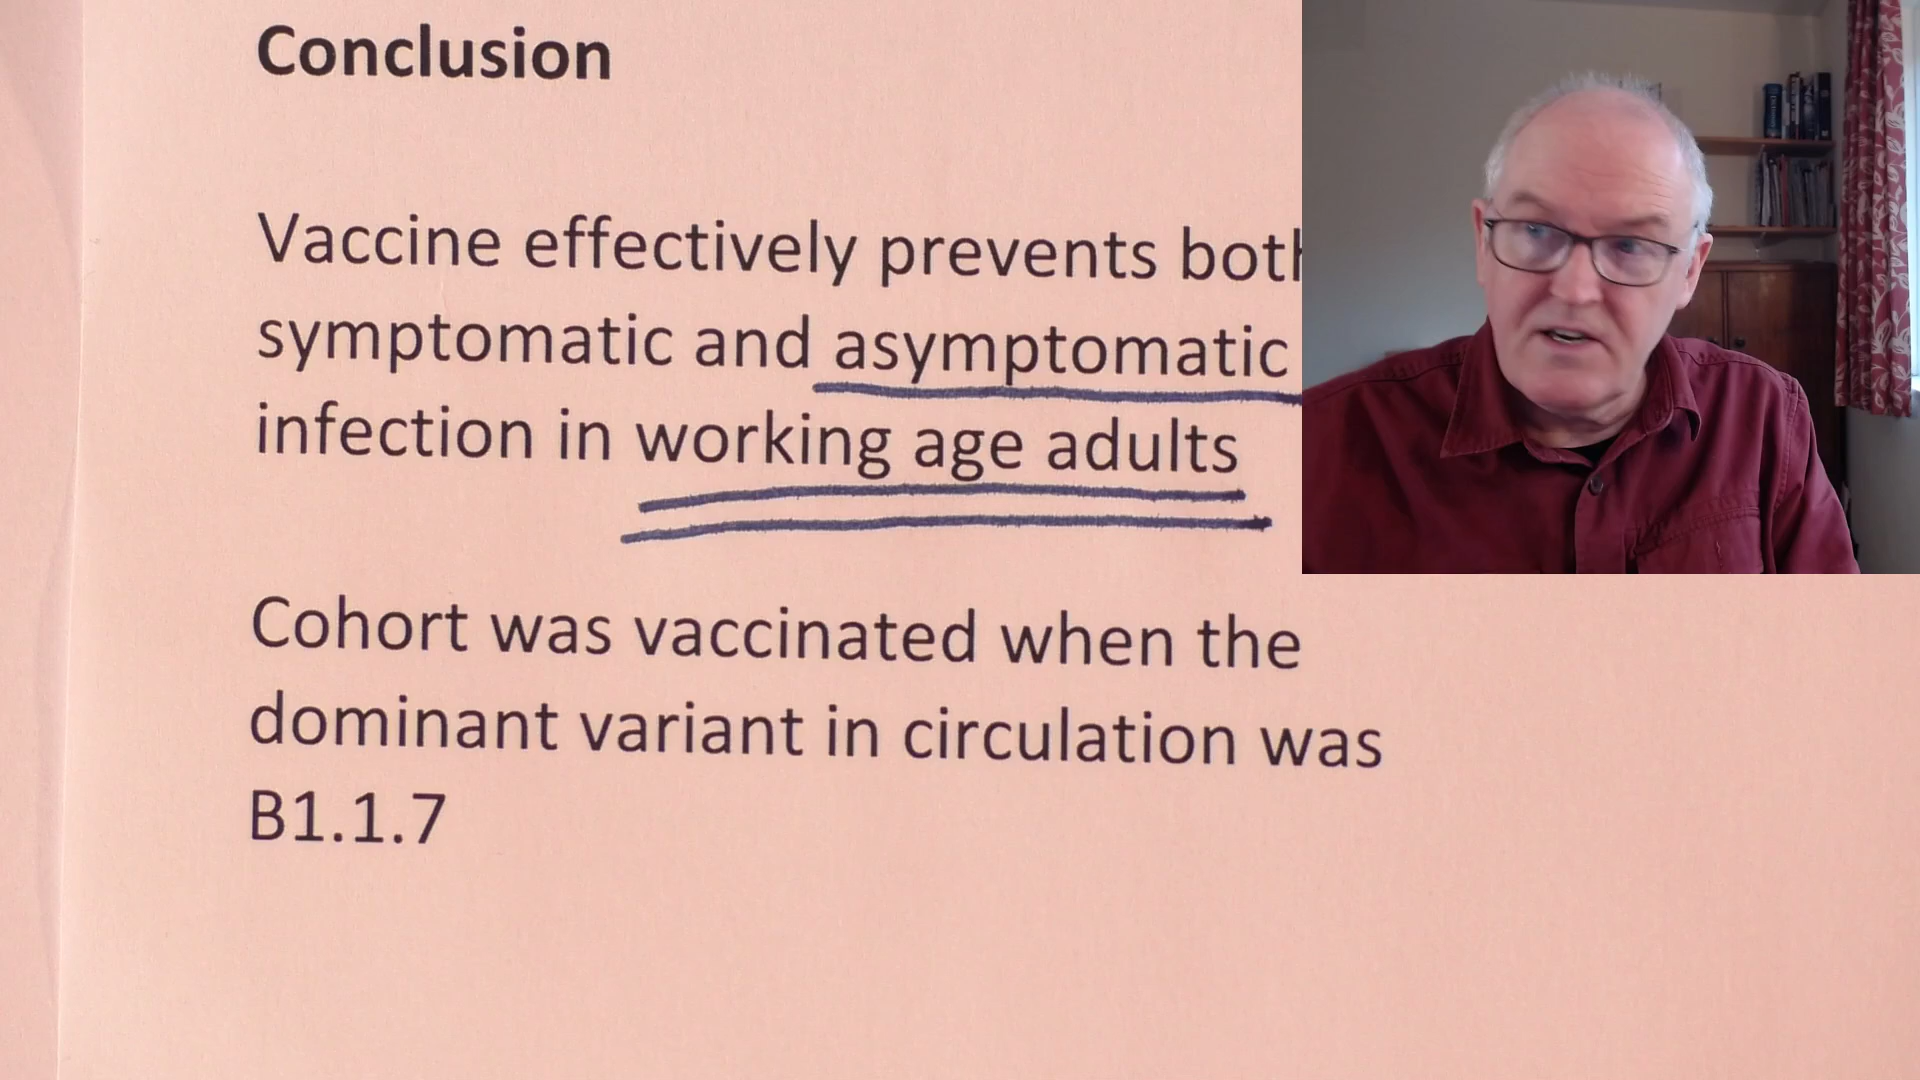 Conclusion
Vaccine effectively prevents both
symptomatic and asymptomatic
infection in working age adults
Cohort was vaccinated when the
dominant variant in circulation was
B1.1.7